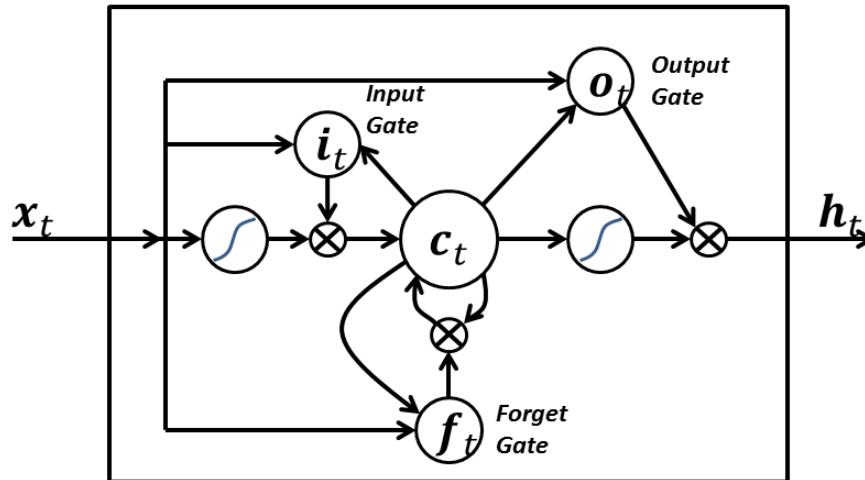 Input
Gate
Output
Gate
o_t
i_t
x_t
c_t
h_t
f_t
Forget
Gate